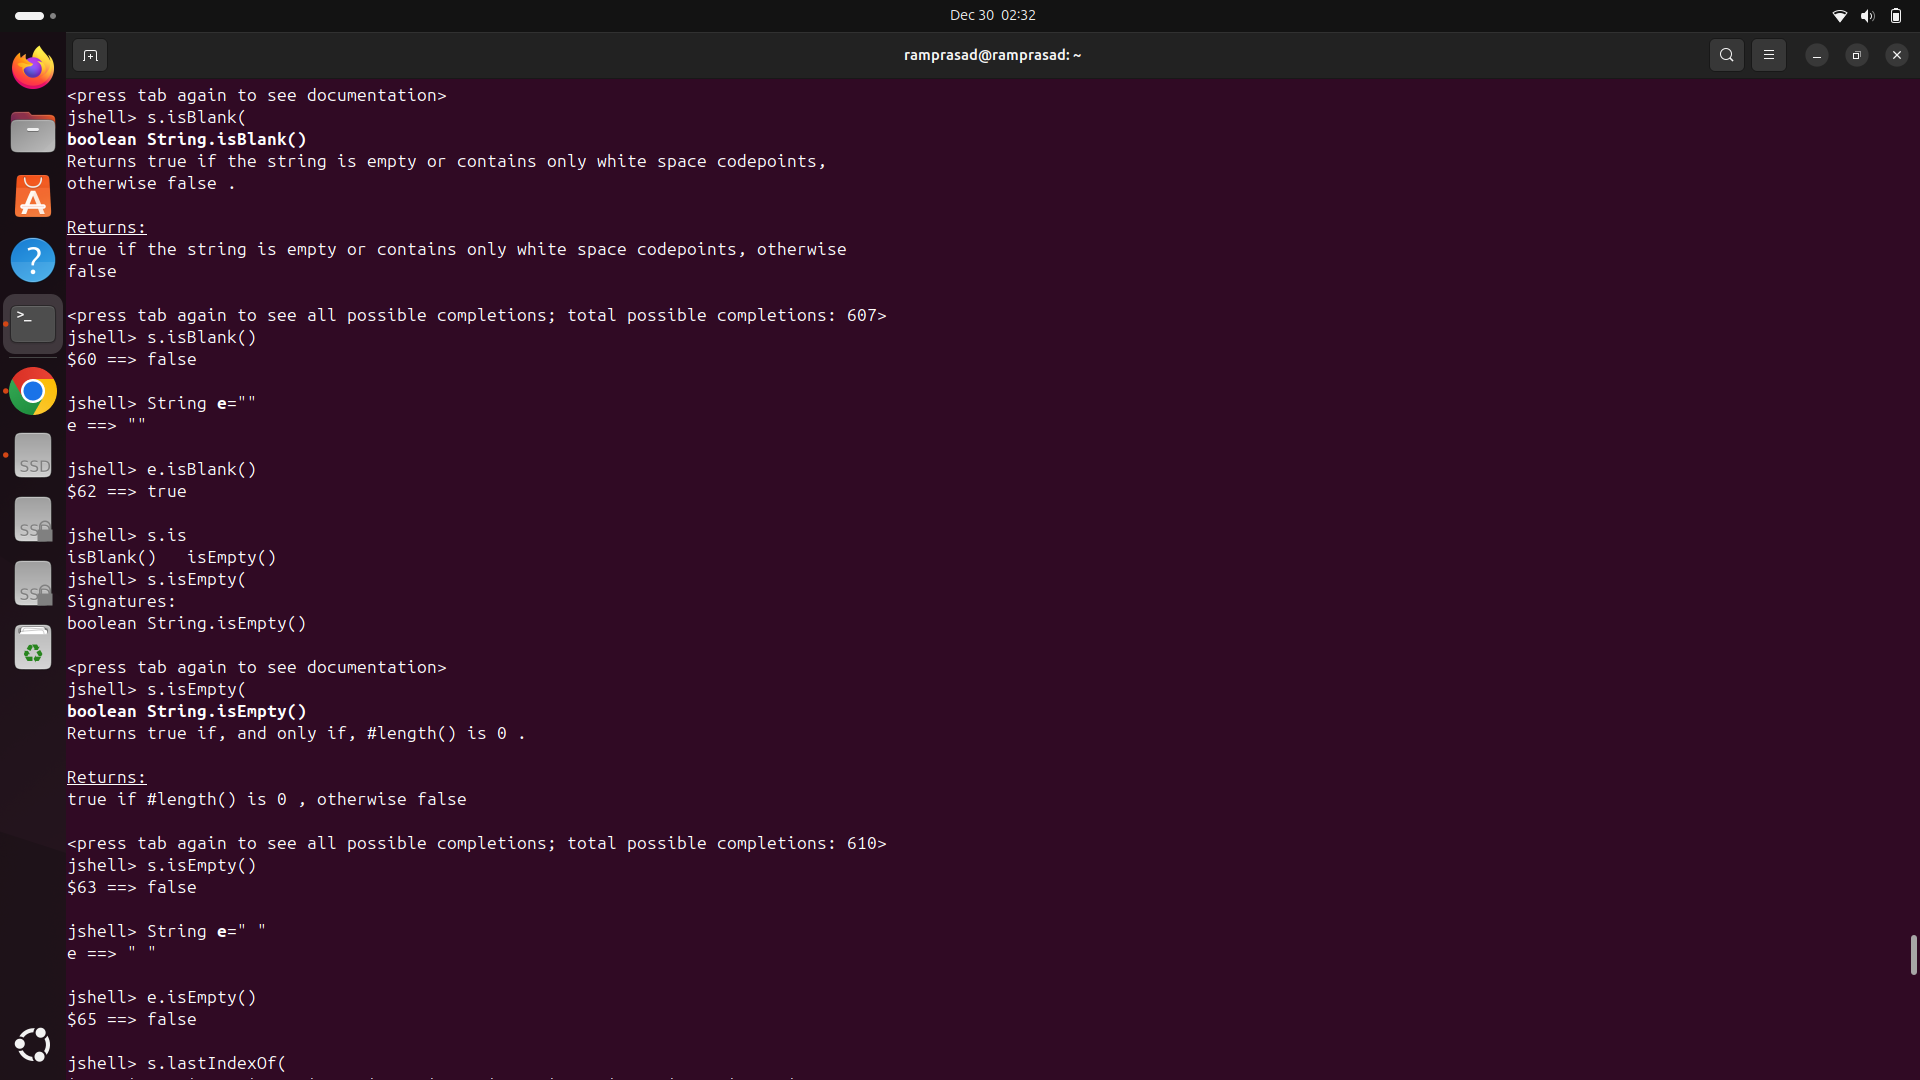 Dec 30 02:32
ramprasad@ramprasad: ~
<press tab again to see documentation>
jshell> s.isBlank(
boolean String.isBlank()
Returns true if the string is empty or contains only white space codepoints,
otherwise false .
Returns:
true if the string is empty or contains only white space codepoints, otherwise
false
<press tab again to see all possible completions; total possible completions: 607>
jshell> s.isBlank()
$60 ==> false
jshell> String e=""
e ==> ""
jshell> e.isBlank()
$62 ==> true
jshell> s.is
isBlank()   isEmpty()
jshell> s.isEmpty(
Signatures:
boolean String.isEmpty()
<press tab again to see documentation>
jshell> s.isEmpty(
boolean String.isEmpty()
Returns true if, and only if, #length() is 0 .
Returns:
true if #length() is 0 , otherwise false
<press tab again to see all possible completions; total possible completions: 610>
jshell> s.isEmpty()
$63 ==> false
jshell> String e=" "
e ==> " "
jshell> e.isEmpty()
$65 ==> false
jshell> s.lastIndexOf(
SSD